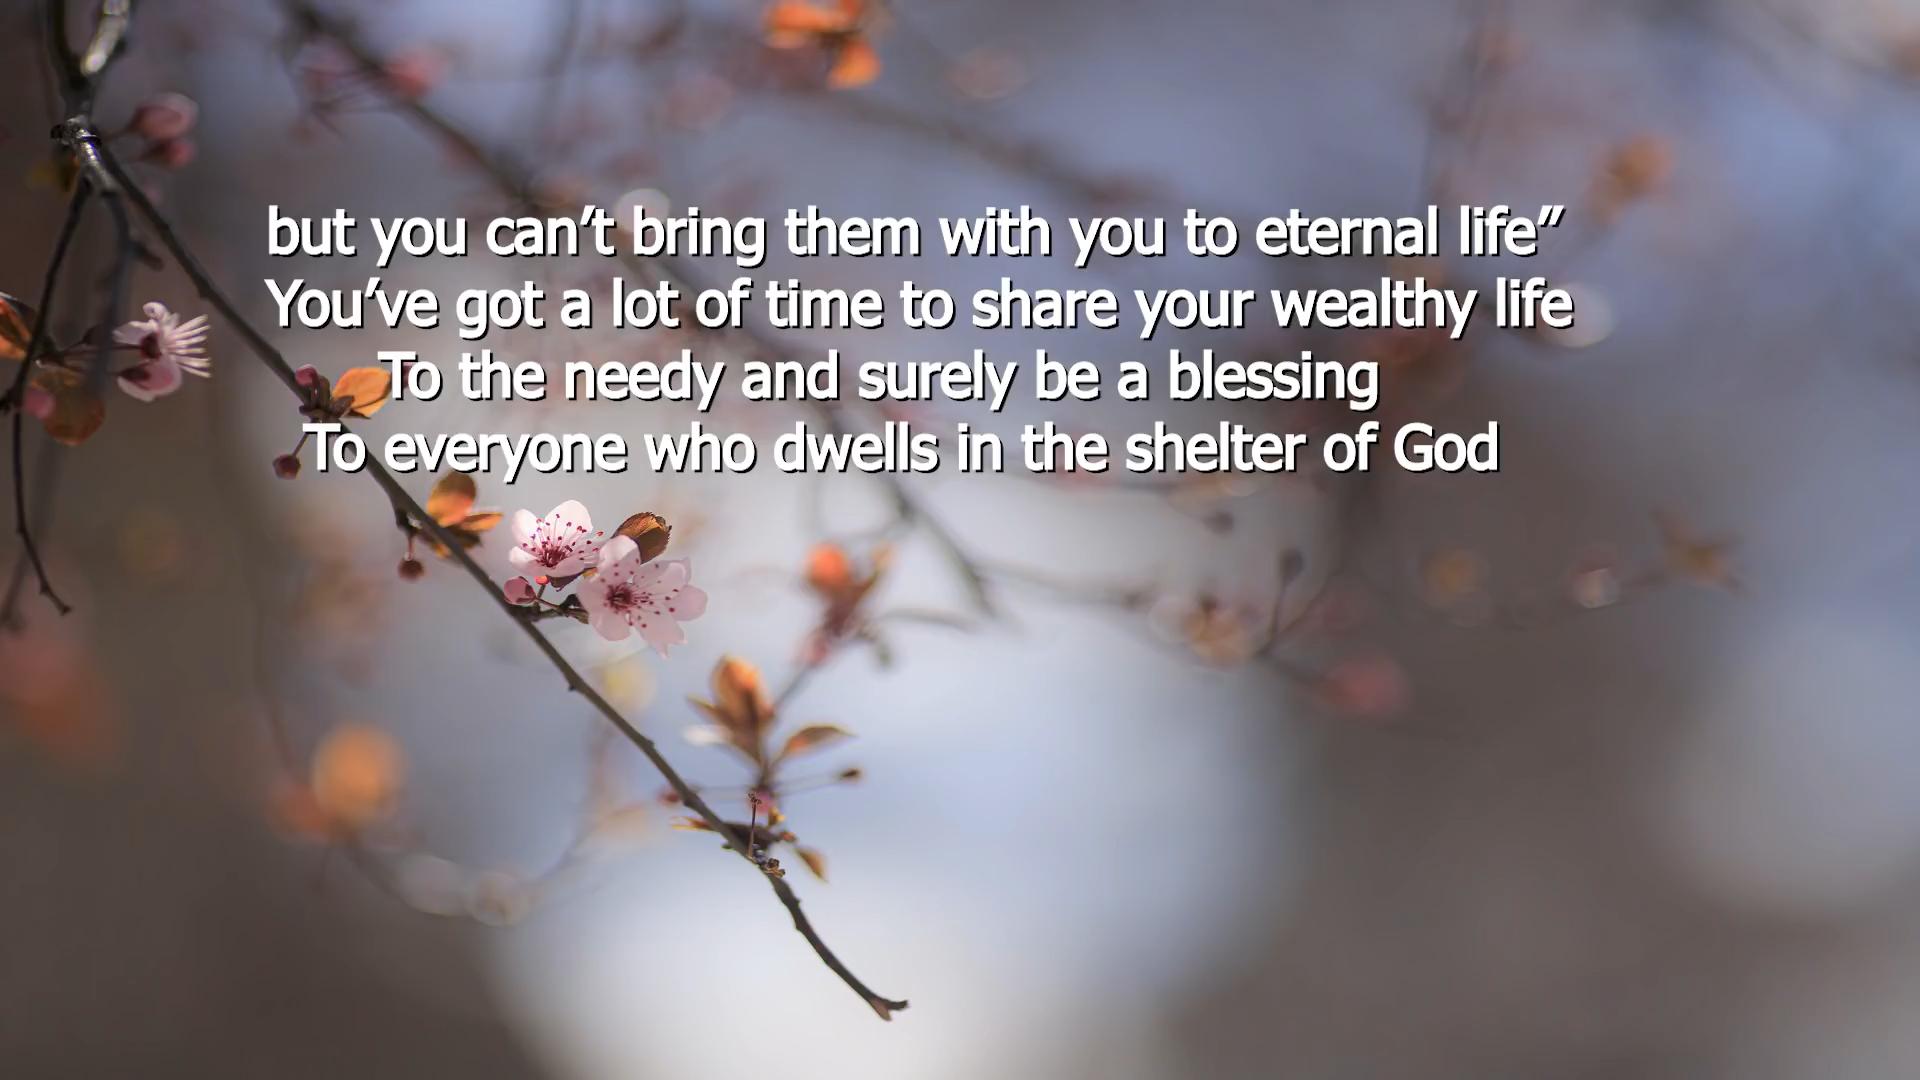 but you can’t bring them with you to eternal life”
You’ve got a lot of time to share your wealthy life
To the needy and surely be a blessing
To everyone who dwells in the shelter of God